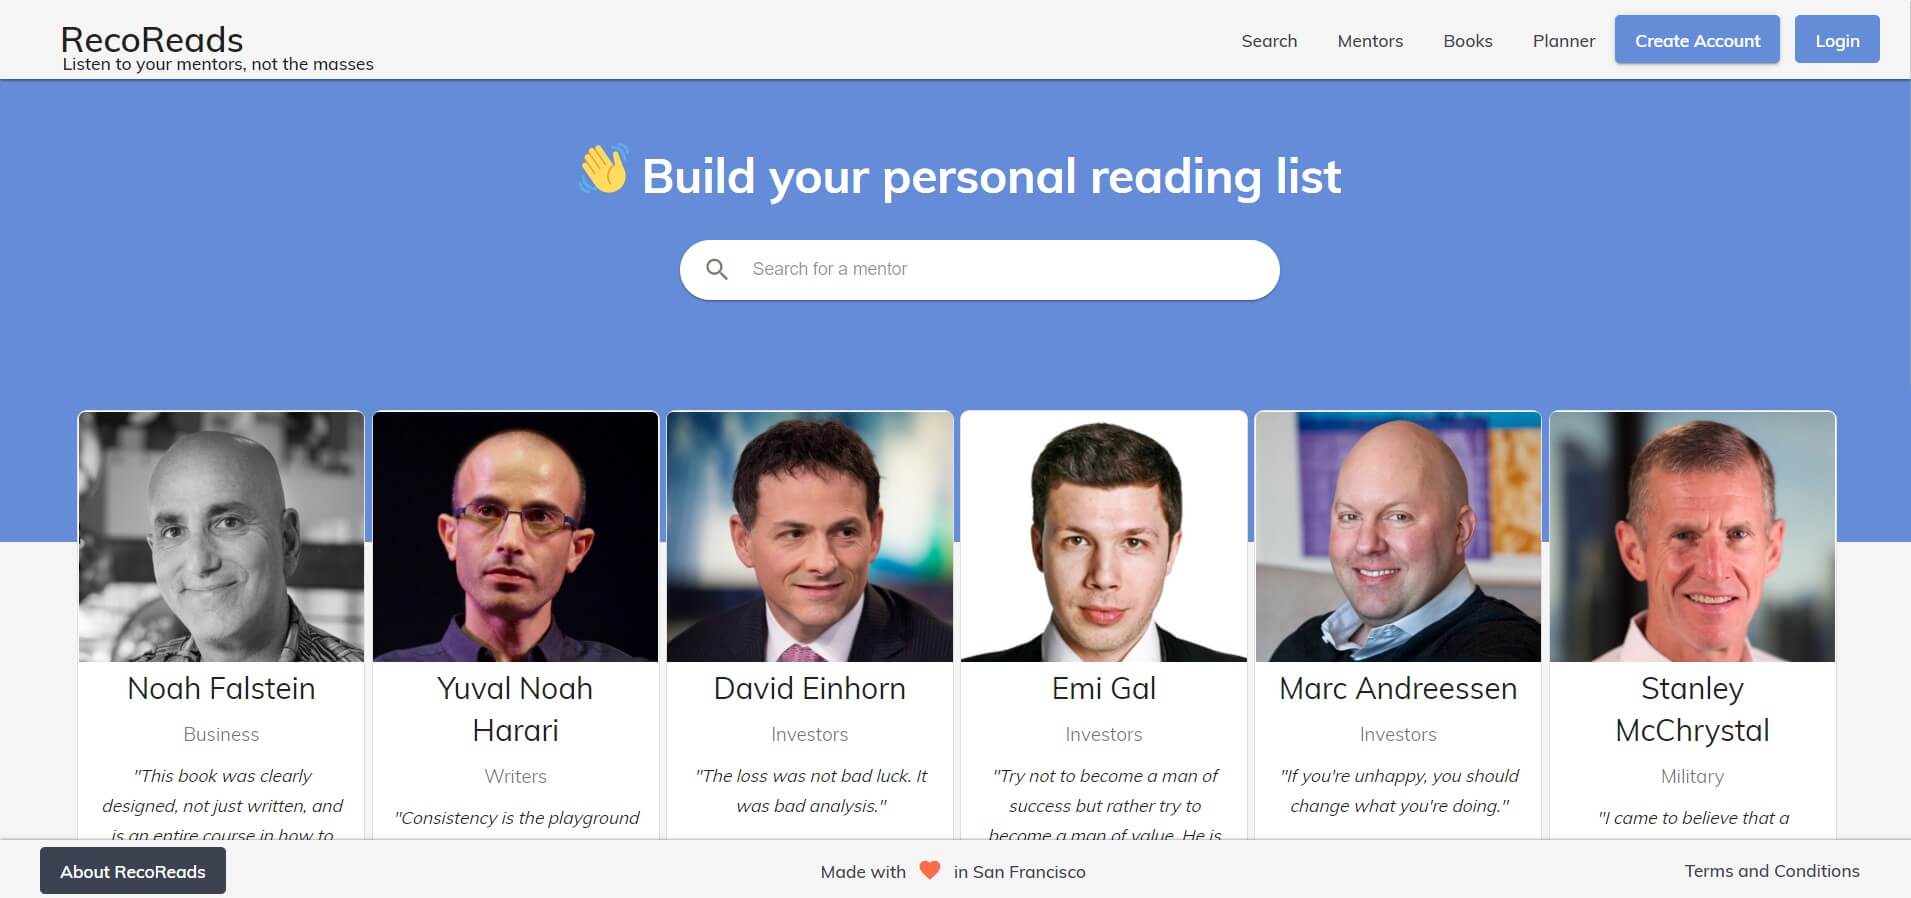 RecoReads
Listen to your mentors, not the masses
Search
Mentors
Books
Planner
Create Account
Login
👋 Build your personal reading list
Search for a mentor
Noah Falstein
Business
"This book was clearly
designed, not just written, and
is an entire course in how to
Yuval Noah
Harari
Writers
"Consistency is the playground
David Einhorn
Investors
"The loss was not bad luck. It
was bad analysis."
Emi Gal
Investors
"Try not to become a man of
success but rather try to
become a man of value. He is
Marc Andreessen
Investors
"If you're unhappy, you should
change what you're doing."
Stanley
McChrystal
Military
"I came to believe that a
About RecoReads
Made with ❤ in San Francisco
Terms and Conditions